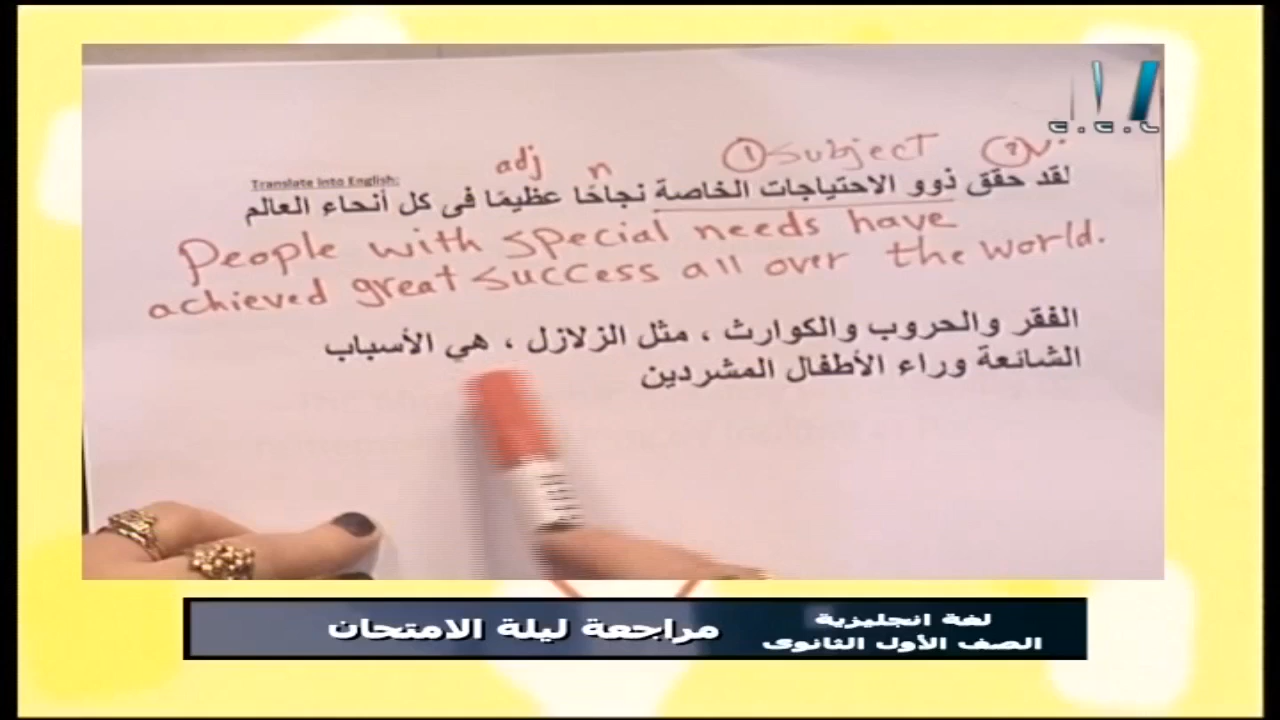 adj n ① Subject ② v.
Translate into English:
لقد حقق ذوو الاحتياجات الخاصة نجاحًا عظيمًا فى كل أنحاء العالم
People with special needs have
achieved great success all over the world.
الفقر والحروب والكوارث ، مثل الزلازل ، هي الأسباب
الشائعة وراء الأطفال المشردين
لغة انجليزية
الصف الأول الثانوى
مراجعة ليلة الامتحان